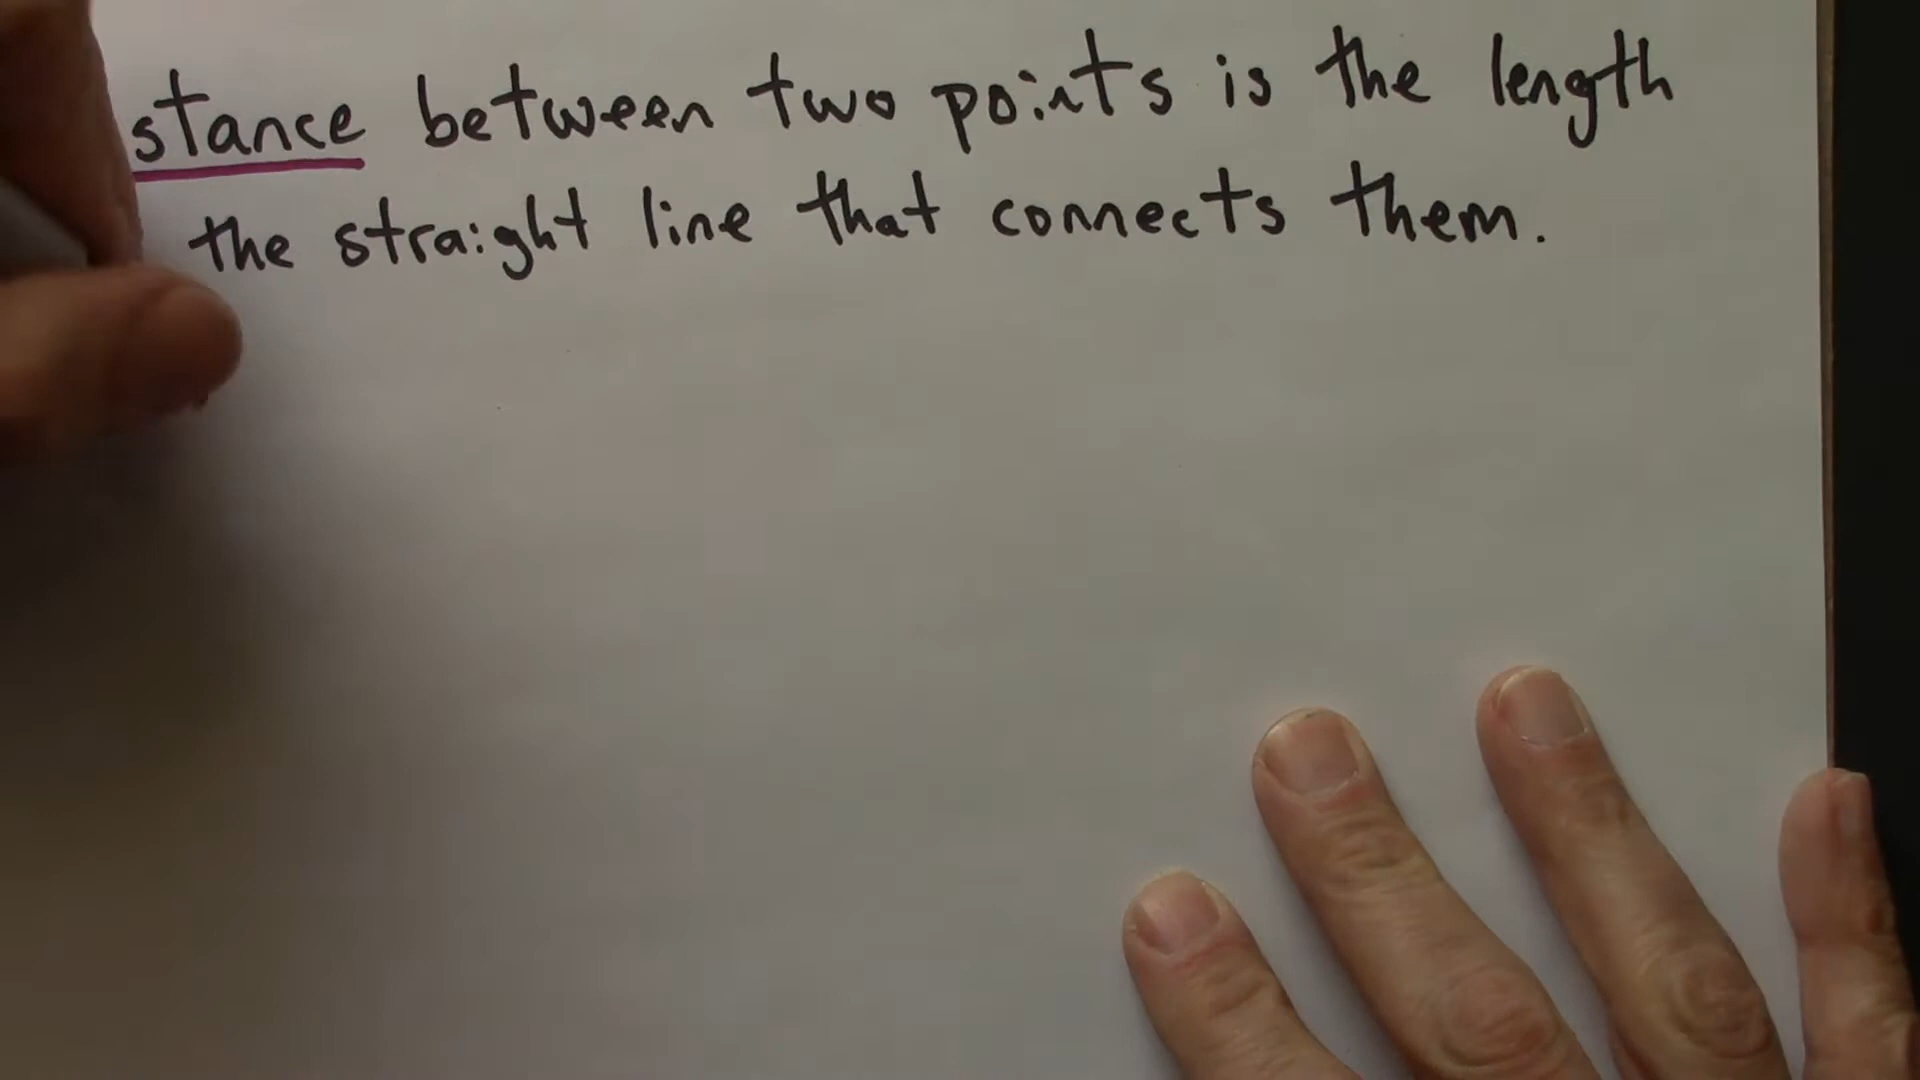 stance between two points is the length
the straight line that connects them.